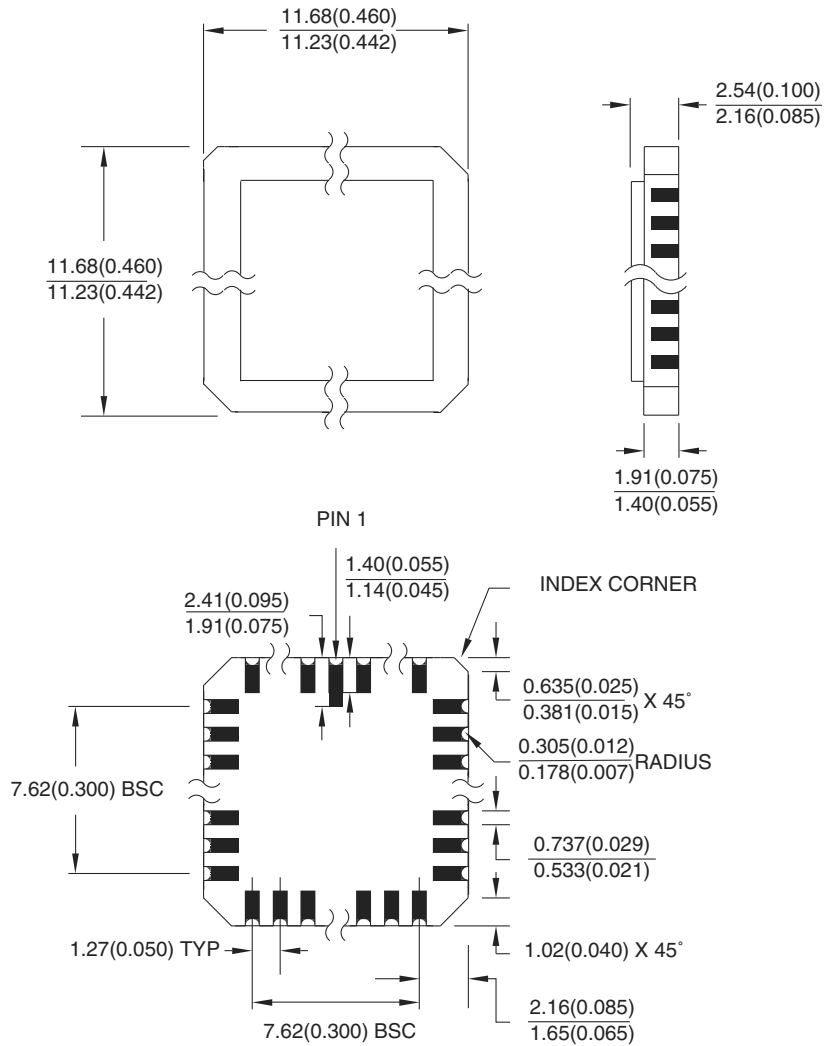 11.68(0.460)
11.23(0.442)
2.54(0.100)
2.16(0.085)
11.68(0.460)
11.23(0.442)
1.91(0.075)
1.40(0.055)
PIN 1
1.40(0.055)
1.14(0.045)
INDEX CORNER
2.41(0.095)
1.91(0.075)
0.635(0.025)
0.381(0.015) X 45°
0.305(0.012)
0.178(0.007) RADIUS
7.62(0.300) BSC
0.737(0.029)
0.533(0.021)
1.27(0.050) TYP
1.02(0.040) X 45°
7.62(0.300) BSC
2.16(0.085)
1.65(0.065)